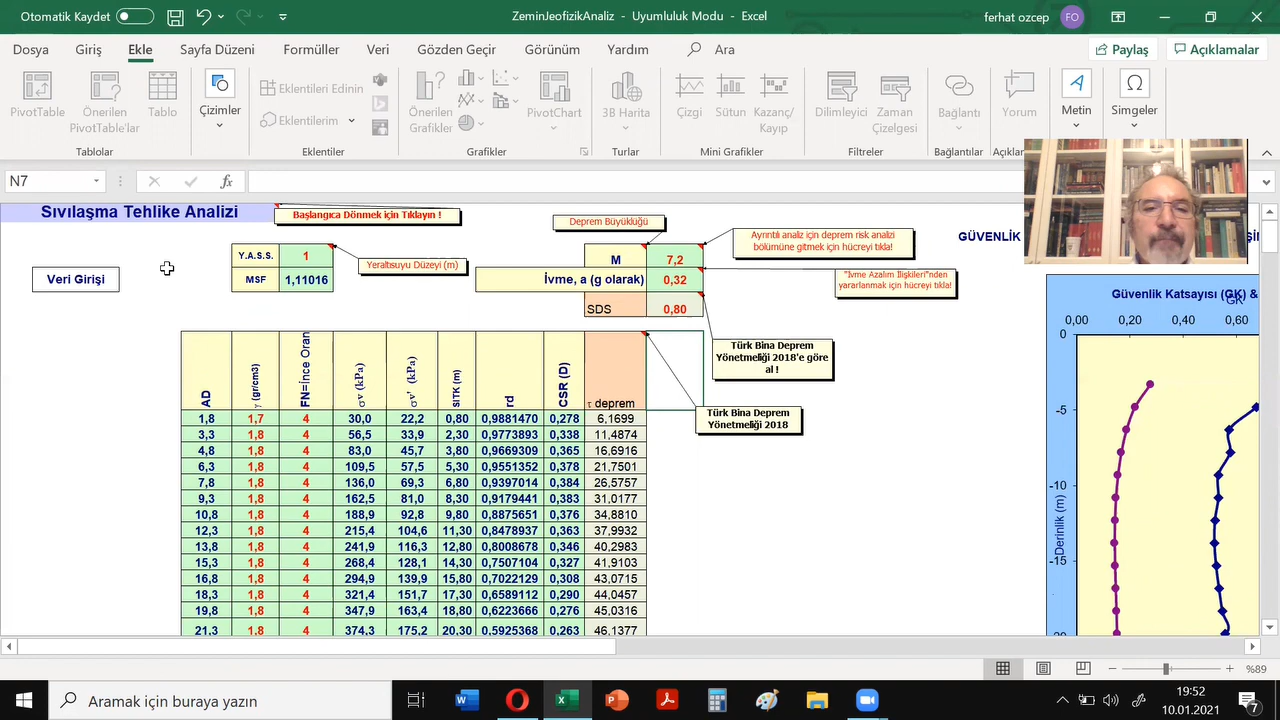 Otomatik Kaydet
ZeminJeofizikAnaliz - Uyumluluk Modu - Excel
ferhat ozcep
FO
Dosya Giriş Ekle Sayfa Düzeni Formüller Veri Gözden Geçir Görünüm Yardım Ara
Paylaş
Açıklamalar
PivotTable
Önerilen PivotTable'lar
Tablo
Tablolar
Çizimler
Eklentileri Edinin
Eklentilerim
Eklentiler
Önerilen Grafikler
PivotChart
Grafikler
3B Harita
Turlar
Çizgi
Sütun
Kazanç/ Kayıp
Mini Grafikler
Dilimleyici
Zaman Çizelgesi
Filtreler
Bağlantı
Bağlantılar
Yorum
Açıklam
Metin
Simgeler
N7
fx
Sıvılaşma Tehlike Analizi
Başlangıca Dönmek için Tıklayın !
Deprem Büyüklüğü
Ayrıntılı analiz için deprem risk analizi
bölümüne gitmek için hücreyi tıkla!
GÜVENLİK
Veri Girişi
Y.A.S.S. 1
MSF 1,11016
Yeraltısuyu Düzeyi (m)
M 7,2
İvme, a (g olarak) 0,32
SDS 0,80
"İvme Azalım İlişkileri"nden
yararlanmak için hücreyi tıkla!
Türk Bina Deprem
Yönetmeliği 2018'e göre
al !
Türk Bina Deprem
Yönetmeliği 2018
AD γ (gr/cm3) FN=İnce Oran σv (kPa) σv' (kPa) SITK (m) rd CSR (D) τ deprem
1,8 1,7 4 30,0 22,2 0,80 0,9881470 0,278 6,1699
3,3 1,8 4 56,5 33,9 2,30 0,9773893 0,338 11,4874
4,8 1,8 4 83,0 45,7 3,80 0,9669309 0,365 16,6916
6,3 1,8 4 109,5 57,5 5,30 0,9551352 0,378 21,7501
7,8 1,8 4 136,0 69,3 6,80 0,9397014 0,384 26,5757
9,3 1,8 4 162,5 81,0 8,30 0,9179441 0,383 31,0177
10,8 1,8 4 188,9 92,8 9,80 0,8875651 0,376 34,8810
12,3 1,8 4 215,4 104,6 11,30 0,8478937 0,363 37,9932
13,8 1,8 4 241,9 116,3 12,80 0,8008678 0,346 40,2983
15,3 1,8 4 268,4 128,1 14,30 0,7507104 0,327 41,9103
16,8 1,8 4 294,9 139,9 15,80 0,7022129 0,308 43,0715
18,3 1,8 4 321,4 151,7 17,30 0,6589112 0,290 44,0457
19,8 1,8 4 347,9 163,4 18,80 0,6223666 0,276 45,0316
21,3 1,8 4 374,3 175,2 20,30 0,5925368 0,263 46,1377
Güvenlik Katsayısı (GK) &
GK
0,00 0,20 0,40 0,60
0
-5
-10
-15
Derinlik (m)
%89
Aramak için buraya yazın
19:52
10.01.2021
7